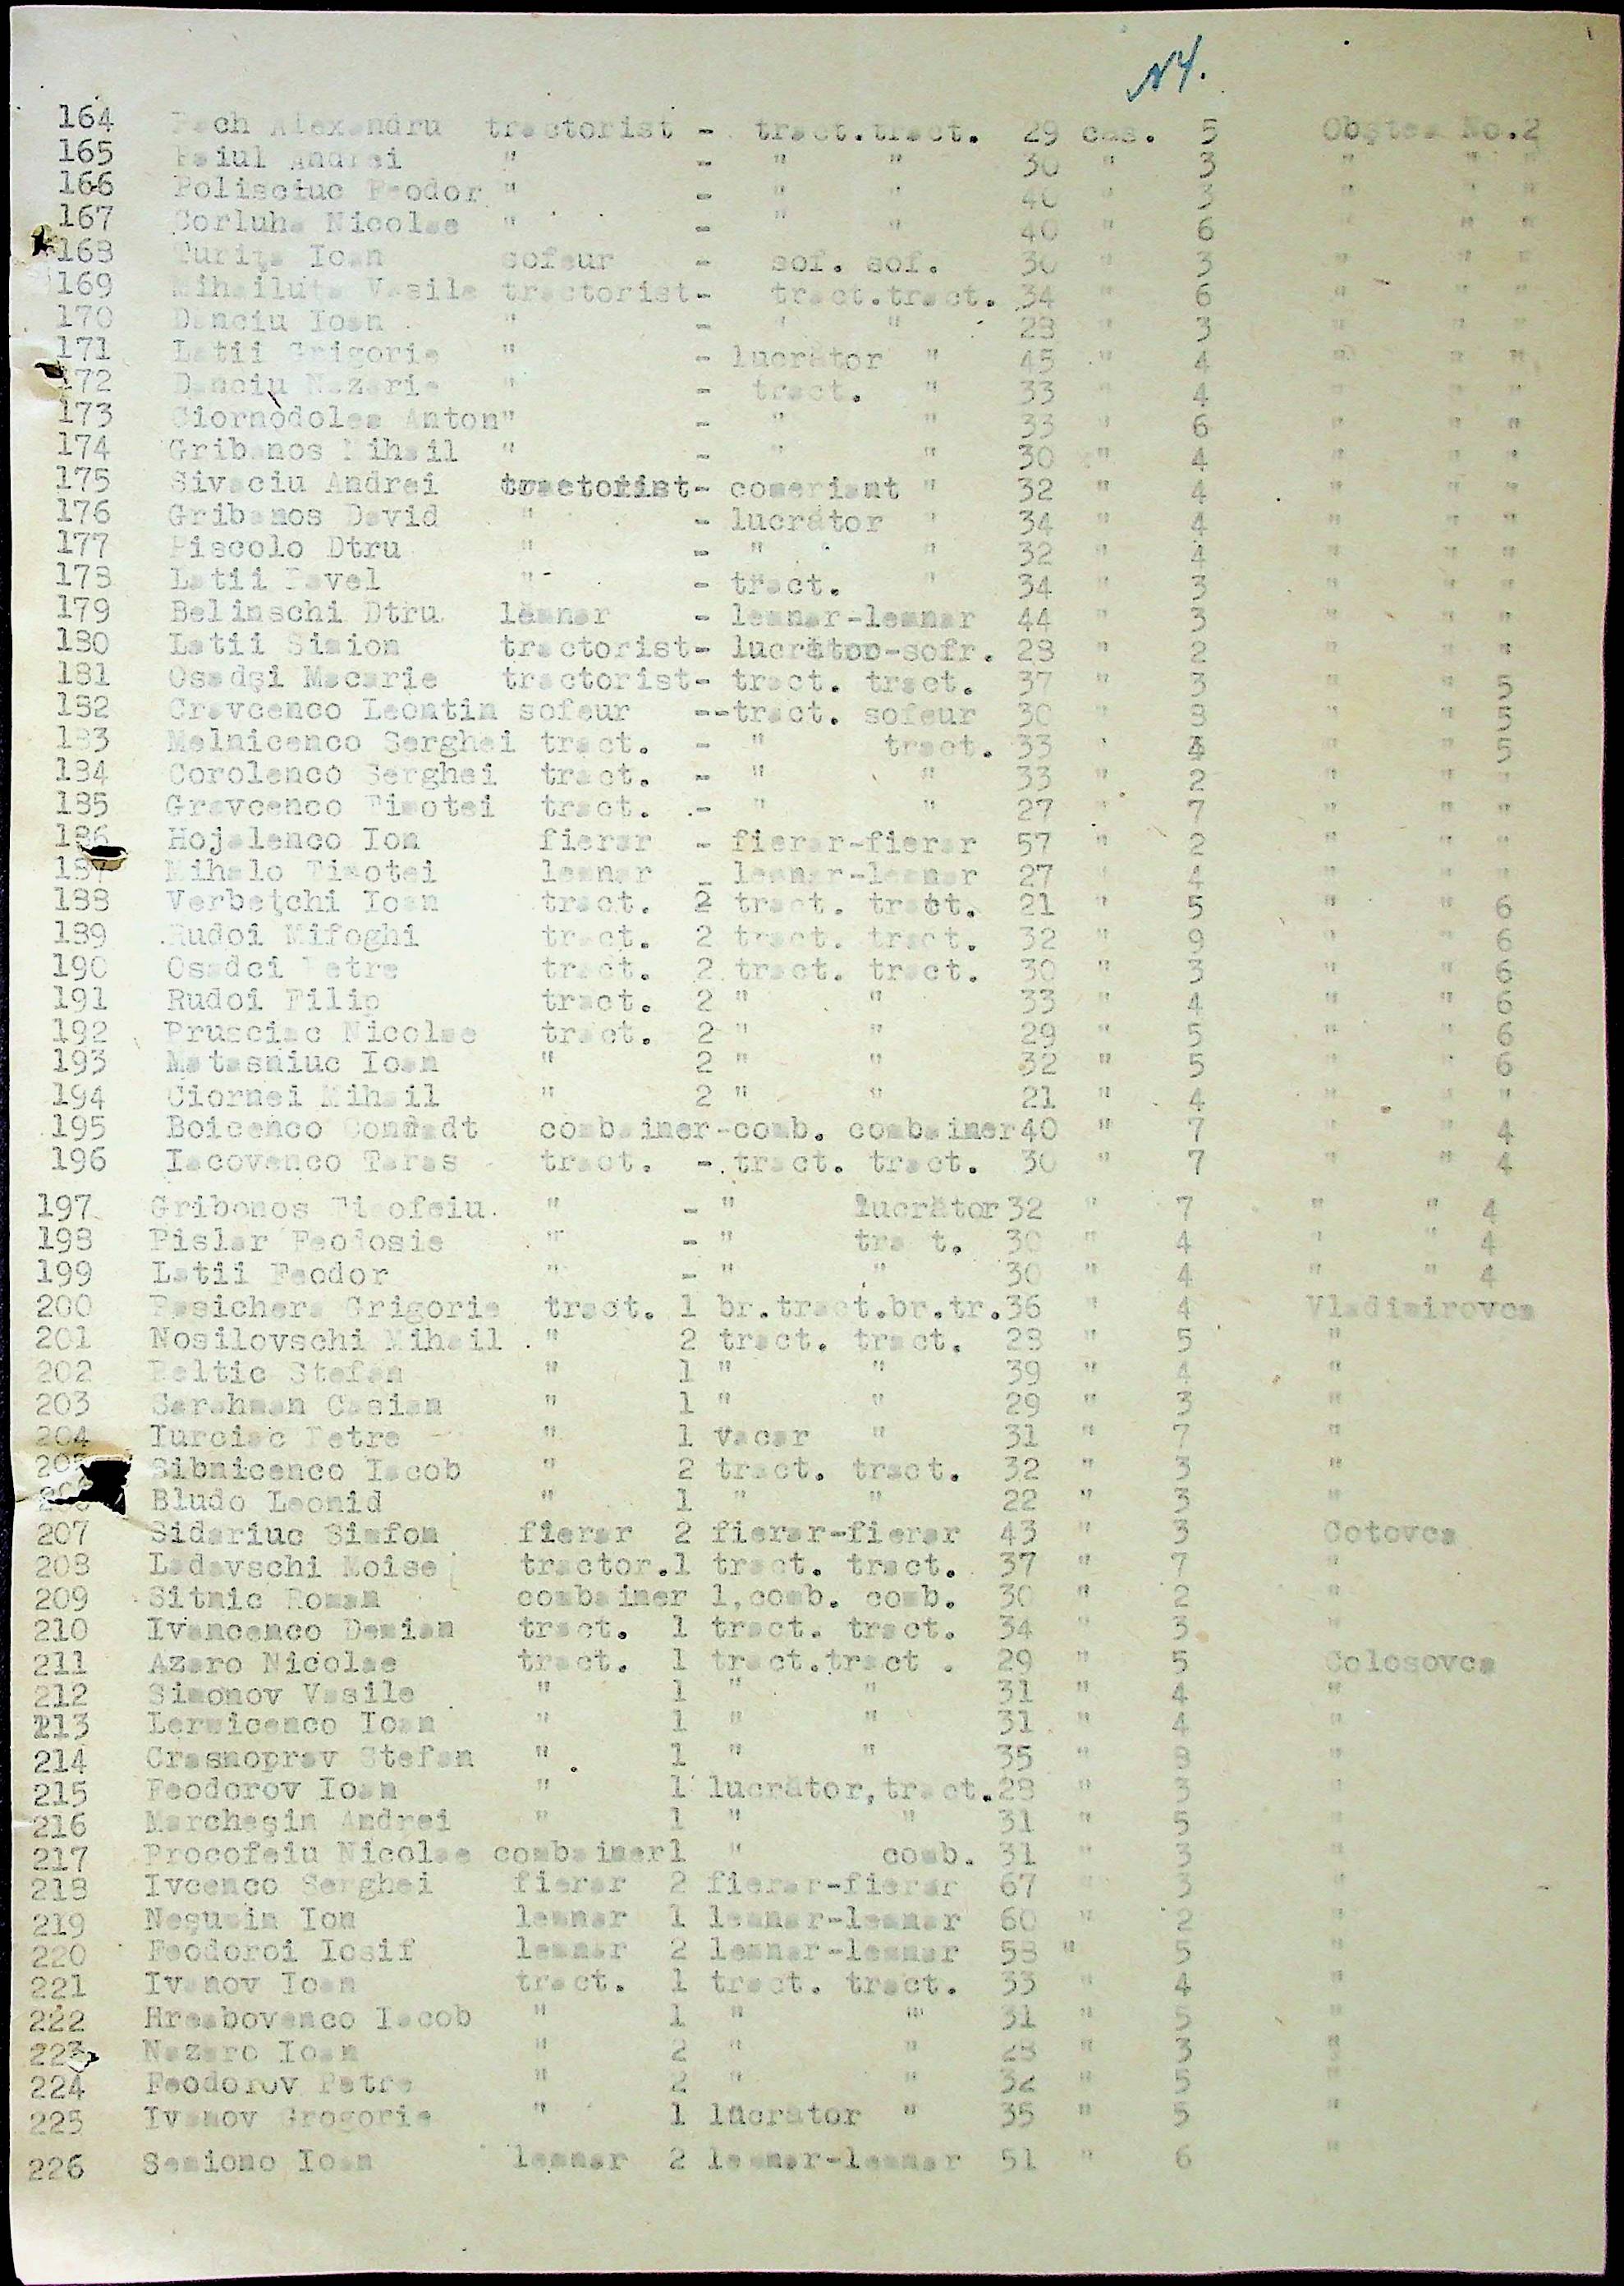 N4.
164 Pach Alexandru tractorist - tract.tract. 29 cas. 5 Obştea No.2
165 Paiul Andrei " - " " 30 " 3 " " "
166 Polisciuc Feodor " - " " 40 " 3 " " "
167 Corluha Nicolae " - " " 40 " 6 " " "
168 Turiţa Ioan sofeur - sof. sof. 30 " 3 " " "
169 Mihailuţa Vasile tractorist- tract.tract. 34 " 6 " " "
170 Danciu Ioan " - " " 28 " 3 " " "
171 Latii Grigorie " - lucrător " 45 " 4 " " "
172 Danciu Nazarie " - tract. " 33 " 4 " " "
173 Ciornodolea Anton" - " " 33 " 6 " " "
174 Gribanos Mihail " - " " 30 " 4 " " "
175 Sivaciu Andrei tractorist- comeriant " 32 " 4 " " "
176 Gribanos David " - lucrător " 34 " 4 " " "
177 Piscolo Dtru " - " " 32 " 4 " " "
178 Latii Pavel " - tract. " 34 " 3 " " "
179 Belinschi Dtru. lemnar - lemnar-lemnar 44 " 3 " " "
180 Latii Simion tractorist- lucrător-sofr. 28 " 2 " " "
181 Osadşi Macarie tractorist- tract. tract. 37 " 3 " " 5
182 Cravcenco Leontin sofeur --tract. sofeur 30 " 8 " " 5
183 Melnicenco Serghei tract. - " tract. 33 " 4 " " 5
184 Corolenco Serghei tract. - " " 33 " 2 " " "
185 Gravcenco Timotei tract. - " " 27 " 7 " " "
186 Hojalenco Ion fierar - fierar-fierar 57 " 2 " " "
187 Mihalo Timotei lemnar - lemnar-lemnar 27 " 4 " " "
188 Verbeţchi Ioan tract. 2 tract. tract. 21 " 5 " " 6
189 Rudoi Mifoghi tract. 2 tract. tract. 32 " 9 " " 6
190 Osadci Petre tract. 2 tract. tract. 30 " 3 " " 6
191 Rudoi Filip tract. 2 " " 33 " 4 " " 6
192 Prusciac Nicolae tract. 2 " " 29 " 5 " " 6
193 Matasniuc Ioan " 2 " " 32 " 5 " " 6
194 Ciornei Mihail " 2 " " 21 " 4 " " "
195 Boicenco combainer-comb. combainer40 " 7 " " 4
196 Iacovenco Taras tract. - tract. tract. 30 " 7 " " 4
197 Gribonos Timofeiu. " - " lucrător 32 " 7 " " 4
198 Pislar Feodosie " - " tra t. 30 " 4 " " 4
199 Latii Feodor " - " " 30 " 4 " " 4
200 Pasichera Grigorie tract. 1 br.tract.br.tr.36 " 4 Vladimirovca
201 Nosilovschi Mihail " 2 tract. tract. 28 " 5 "
202 Beltic Stefan " 1 " " 39 " 4 "
203 Sarahman Casian " 1 " " 29 " 3 "
204 Iurciac Petre " 1 vacar " 31 " 7 "
205 Sibnicenco Iacob " 2 tract. tract. 32 " 3 "
206 Bludo Leonid " 1 " " 22 " 3 "
207 Sidariuc Simfon fierar 2 fierar-fierar 43 " 3 Cotovca
208 Ladavschi Moise tractor.1 tract. tract. 37 " 7 "
209 Sitnic Roman combainer 1,comb. comb. 30 " 2 "
210 Ivancenco Demian tract. 1 tract. tract. 34 " 3 "
211 Azaro Nicolae tract. 1 tract.tract . 29 " 5 Colosovca
212 Simonov Vasile " 1 " " 31 " 4 "
213 Lermicenco Ioan " 1 " " 31 " 4 "
214 Crasnoprav Stefan " 1 " " 35 " 8 "
215 Feodorov Ioan " 1 lucrător,tract.28 " 3 "
216 Marcheşin Andrei " 1 " " 31 " 5 "
217 Procofeiu Nicolae combainer1 " comb. 31 " 3 "
218 Ivcenco Serghei fierar 2 fierar-fierar 67 " 3 "
219 Neşumin Ion lemnar 1 lemnar-lemnar 60 " 2 "
220 Feodoroi Iosif lemnar 2 lemnar-lemnar 58 " 5 "
221 Ivanov Ioan tract. 1 tract. tract. 33 " 4 "
222 Hreabovenco Iacob " 1 " " 31 " 5 "
223 Nazaro Ioan " 2 " " 28 " 3 "
224 Feodorov Petre " 2 " " 32 " 5 "
225 Ivanov Grogorie " 1 lucrator " 35 " 5 "
226 Semiono Ioan lemnar 2 lemnar-lemnar 51 " 6 "